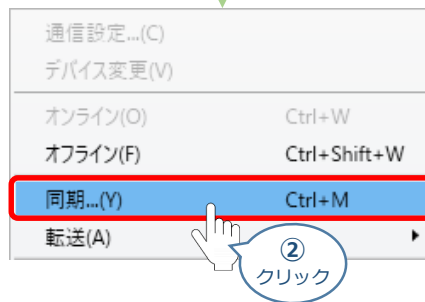 通信設定...(C)
デバイス変更(V)
オンライン(O) Ctrl+W
オフライン(F) Ctrl+Shift+W
同期...(Y) Ctrl+M
転送(A)
②
クリック